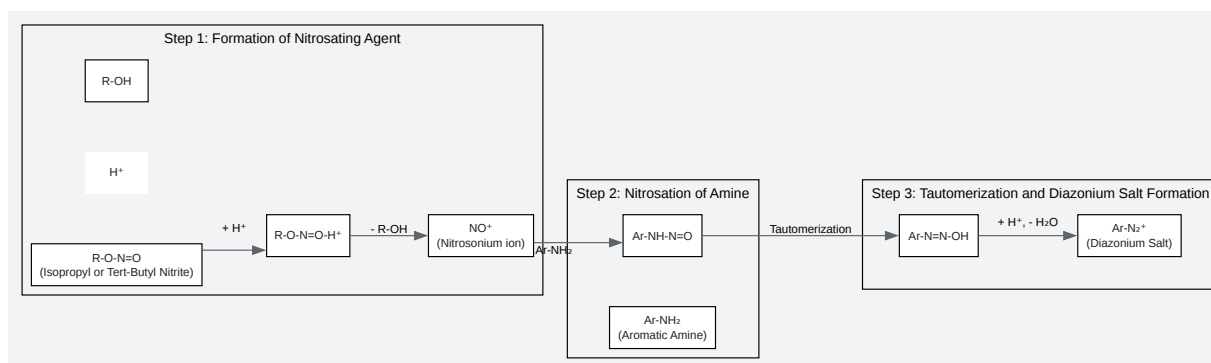 Step 1: Formation of Nitrosating Agent
R-OH
H⁺
R-O-N=O
(Isopropyl or Tert-Butyl Nitrite)
+ H⁺
R-O-N=O-H⁺
- R-OH
NO⁺
(Nitrosonium ion)
Ar-NH₂
Step 2: Nitrosation of Amine
Ar-NH-N=O
Ar-NH₂
(Aromatic Amine)
Tautomerization
Step 3: Tautomerization and Diazonium Salt Formation
Ar-N=N-OH
+ H⁺, - H₂O
Ar-N₂⁺
(Diazonium Salt)